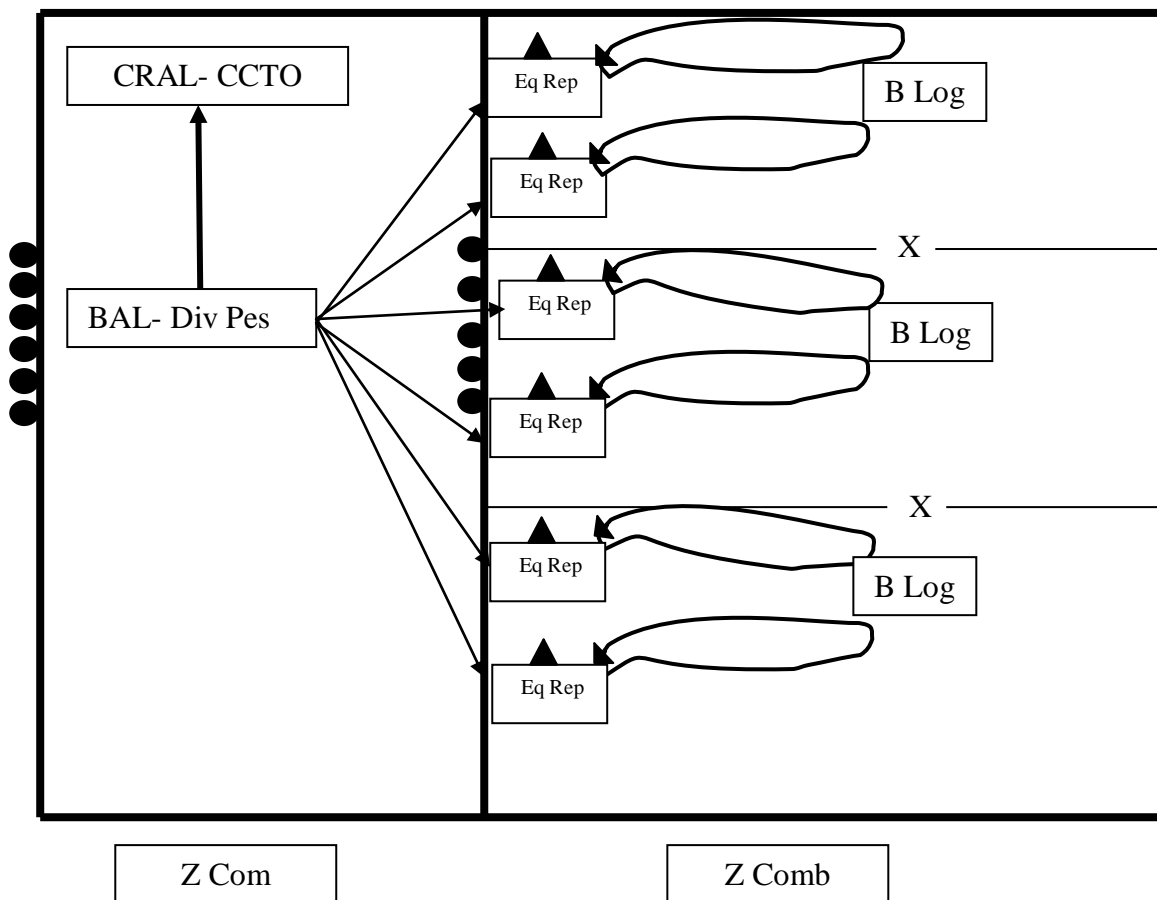 CRAL- CCTO
Eq Rep
B Log
Eq Rep
X
BAL- Div Pes
Eq Rep
B Log
Eq Rep
X
Eq Rep
B Log
Eq Rep
Z Com
Z Comb